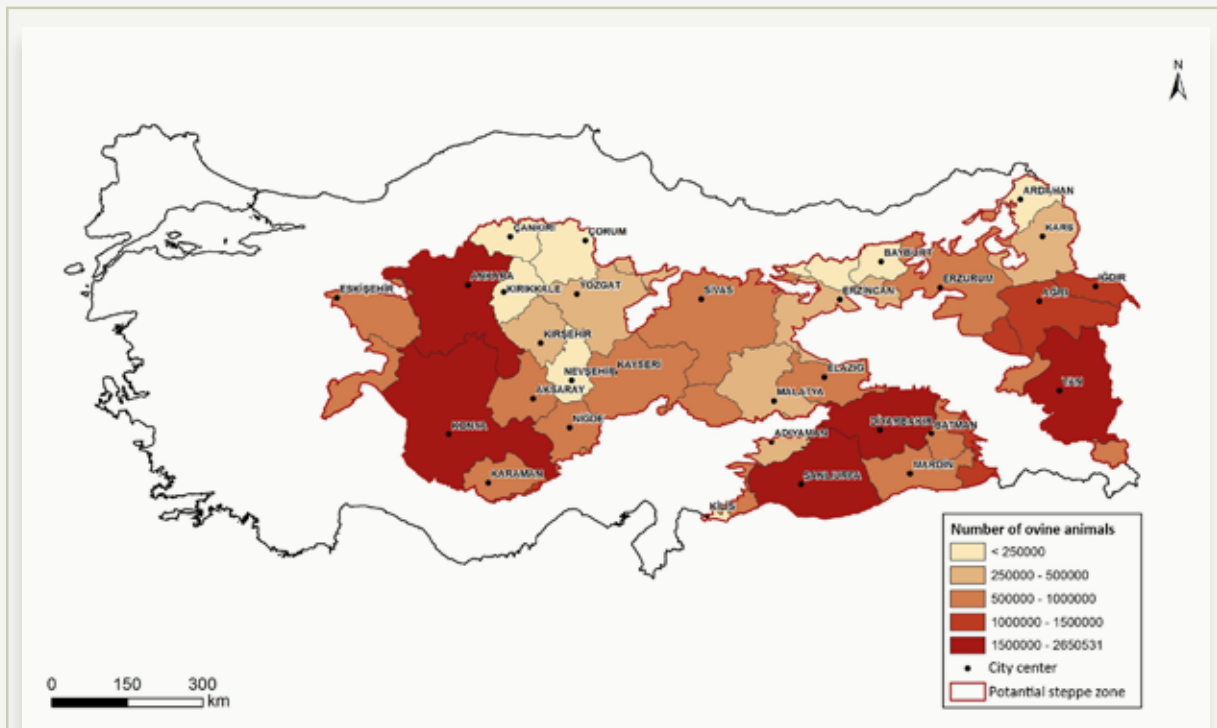 N
ARDAHAN
KARS
ÇANKIRI
ÇORUM
BAYBURT
IĞDIR
ANKARA
KIRIKKALE
YOZGAT
SİVAS
ERZİNCAN
ERZURUM
AĞRI
ESKİŞEHİR
KIRŞEHİR
NEVŞEHİR
KAYSERİ
ELAZIĞ
MALATYA
VAN
AKSARAY
NİĞDE
KONYA
ADIYAMAN
DİYARBAKIR
BATMAN
KARAMAN
ŞANLIURFA
MARDİN
KİLİS
Number of ovine animals
< 250000
250000 - 500000
500000 - 1000000
1000000 - 1500000
1500000 - 2650531
City center
Potantial steppe zone
0 150 300
km